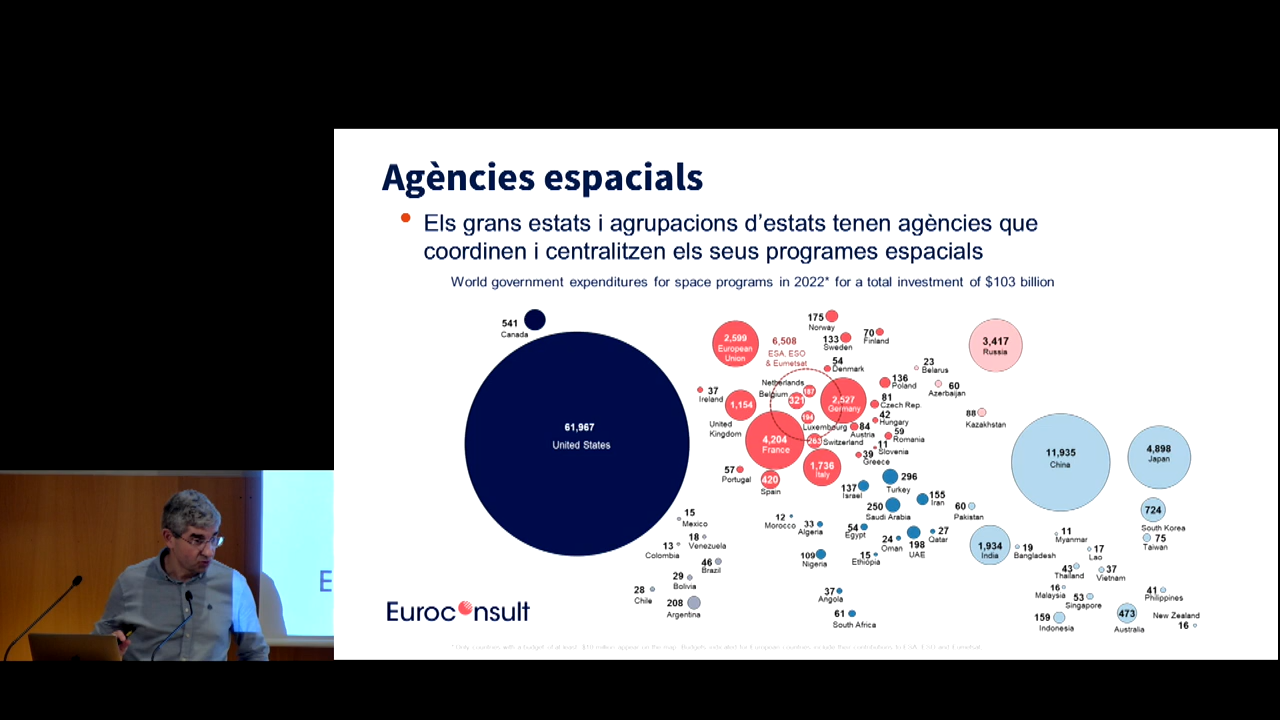 Agències espacials
Els grans estats i agrupacions d'estats tenen agències que
coordinen i centralitzen els seus programes espacials
World government expenditures for space programs in 2022* for a total investment of $103 billion
541
Canada
61,967
United States
2,599
European
Union
6,508
ESA, ESO
& Eumetsat
175
Norway
133
Sweden
70
Finland
54
Denmark
3,417
Russia
23
Belarus
136
Poland
60
Azerbaijan
37
Ireland
1,154
United
Kingdom
Netherlands
187
Belgium
321
2,527
Germany
81
Czech Rep.
42
Hungary
88
Kazakhstan
194
Luxembourg
84
Austria
59
Romania
4,204
France
263
Switzerland
11
Slovenia
39
Greece
1,736
Italy
57
Portugal
420
Spain
11,935
China
4,898
Japan
137
Israel
296
Turkey
155
Iran
250
Saudi Arabia
60
Pakistan
724
South Korea
75
Taiwan
15
Mexico
18
Venezuela
13
Colombia
46
Brazil
29
Bolivia
28
Chile
208
Argentina
12
Morocco
33
Algeria
54
Egypt
24
Oman
198
UAE
27
Qatar
15
Ethiopia
109
Nigeria
37
Angola
61
South Africa
1,934
India
19
Bangladesh
11
Myanmar
17
Lao
43
Thailand
37
Vietnam
16
Malaysia
53
Singapore
41
Philippines
159
Indonesia
473
Australia
New Zealand
16
Euroconsult
E